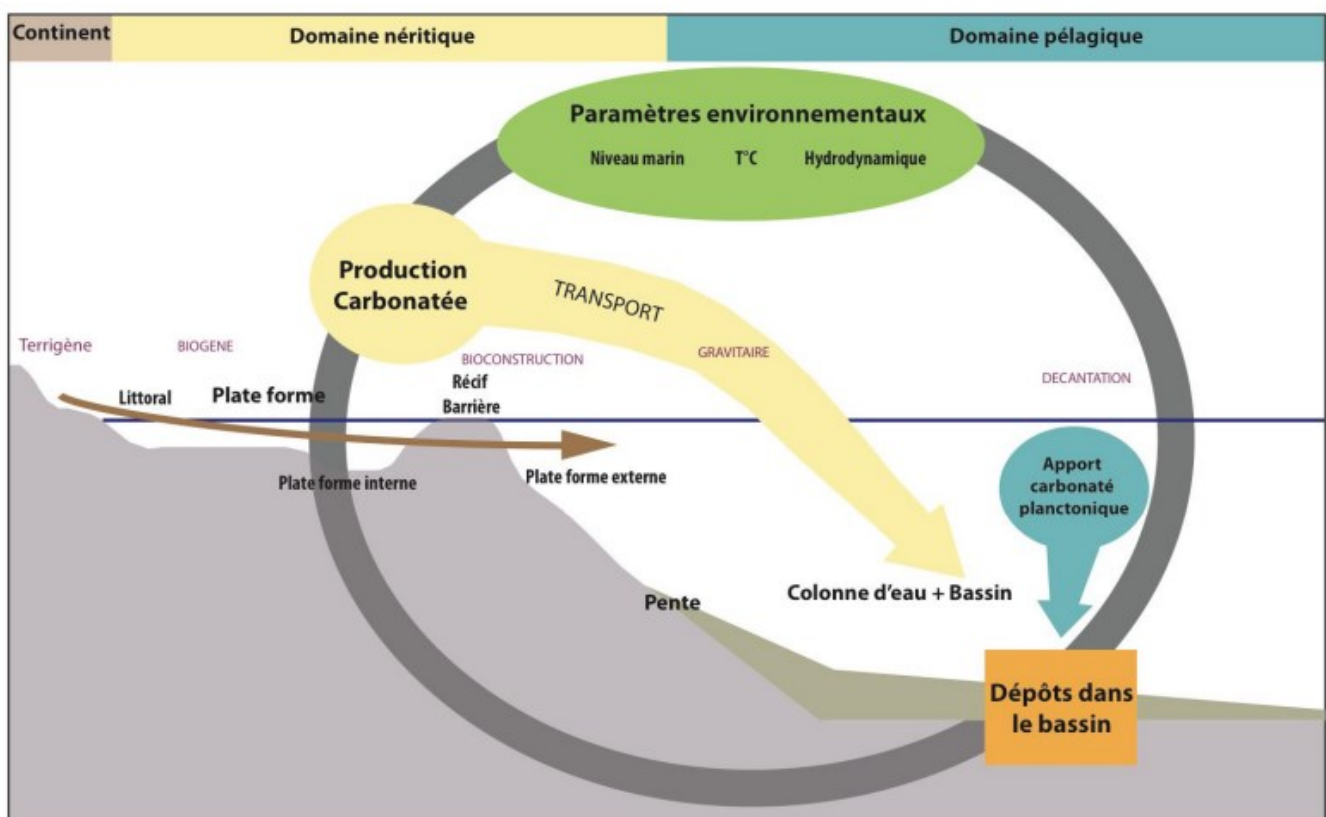 Continent
Domaine néritique
Domaine pélagique
Paramètres environnementaux
Niveau marin T°C Hydrodynamique
Production
Carbonatée
TRANSPORT
Terrigène
BIOGENE
BIOCONSTRUCTION
GRAVITAIRE
DECANTATION
Littoral
Plate forme
Récif
Barrière
Plate forme interne
Plate forme externe
Apport
carbonaté
planctonique
Pente
Colonne d'eau + Bassin
Dépôts dans
le bassin